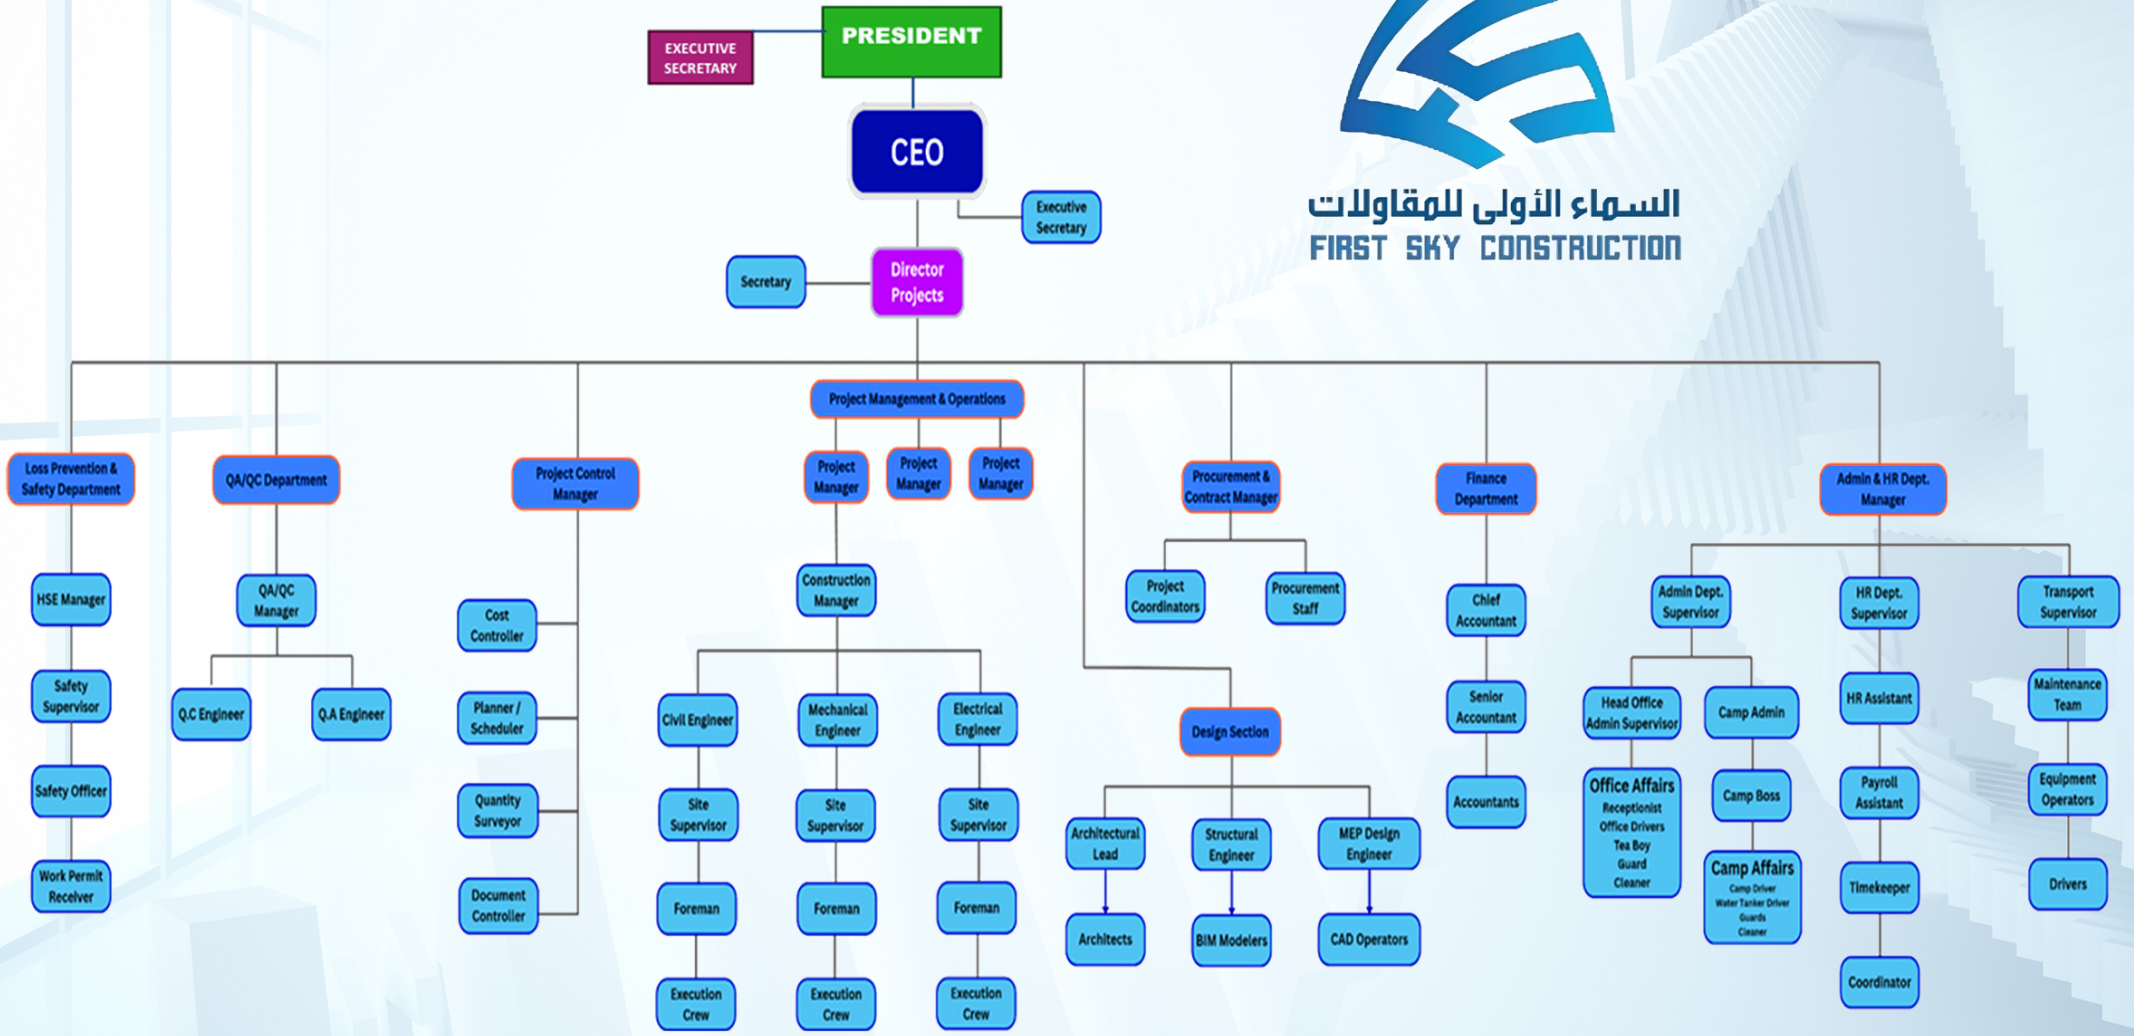 EXECUTIVE
SECRETARY
PRESIDENT
CEO
Executive
Secretary
Secretary
Director
Projects
السماء الأولى للمقاولات
FIRST SKY CONSTRUCTION
Project Management & Operations
Loss Prevention &
Safety Department
QA/QC Department
Project Control
Manager
Project
Manager
Project
Manager
Project
Manager
Procurement &
Contract Manager
Finance
Department
Admin & HR Dept.
Manager
HSE Manager
Safety
Supervisor
Safety Officer
Work Permit
Receiver
QA/QC
Manager
Q.C Engineer
Q.A Engineer
Cost
Controller
Planner /
Scheduler
Quantity
Surveyor
Document
Controller
Construction
Manager
Civil Engineer
Site
Supervisor
Foreman
Execution
Crew
Mechanical
Engineer
Site
Supervisor
Foreman
Execution
Crew
Electrical
Engineer
Site
Supervisor
Foreman
Execution
Crew
Project
Coordinators
Procurement
Staff
Design Section
Architectural
Lead
Architects
Structural
Engineer
BIM Modelers
MEP Design
Engineer
CAD Operators
Chief
Accountant
Senior
Accountant
Accountants
Admin Dept.
Supervisor
Head Office
Admin Supervisor
Office Affairs
Receptionist
Office Drivers
Tea Boy
Guard
Cleaner
Camp Admin
Camp Boss
Camp Affairs
Camp Driver
Water Tanker Driver
Guards
Cleaner
HR Dept.
Supervisor
HR Assistant
Payroll
Assistant
Timekeeper
Coordinator
Transport
Supervisor
Maintenance
Team
Equipment
Operators
Drivers